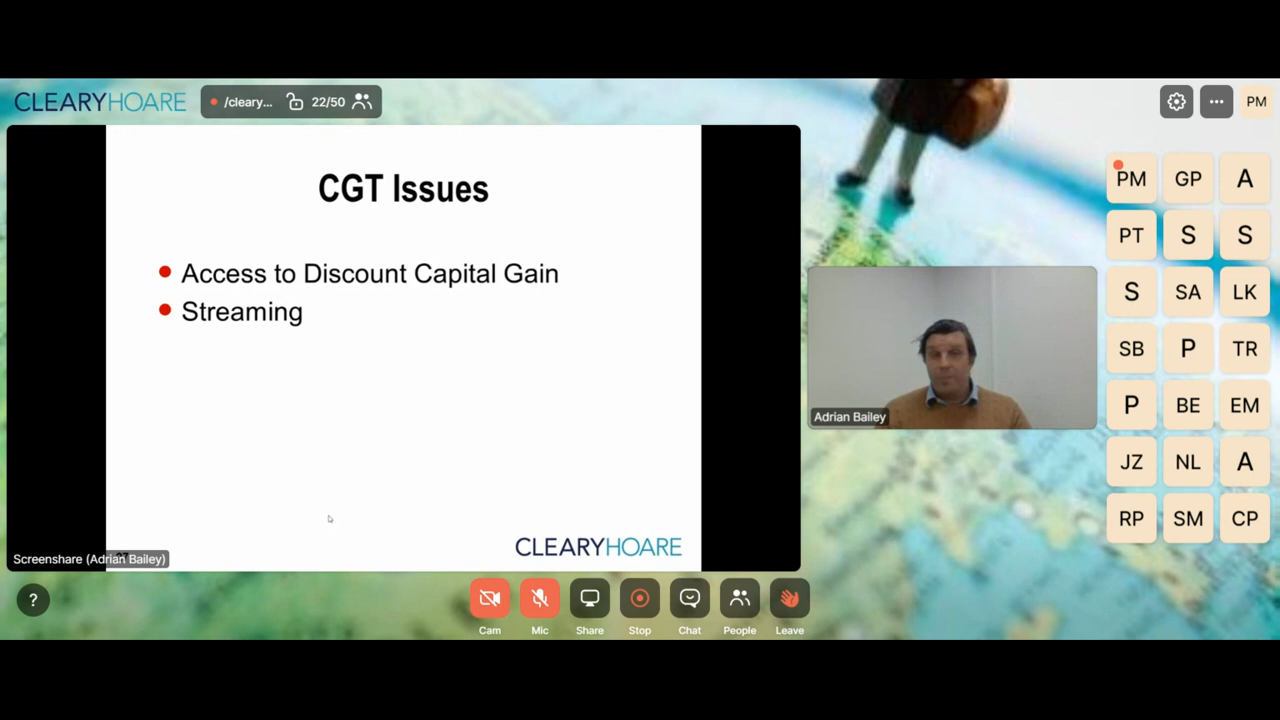 CLEARYHOARE
/cleary... 22/50
PM
CGT Issues
Access to Discount Capital Gain
Streaming
CLEARYHOARE
Screenshare (Adrian Bailey)
Adrian Bailey
PM GP A
PT S S
S SA LK
SB P TR
P BE EM
JZ NL A
RP SM CP
?
Cam Mic Share Stop Chat People Leave